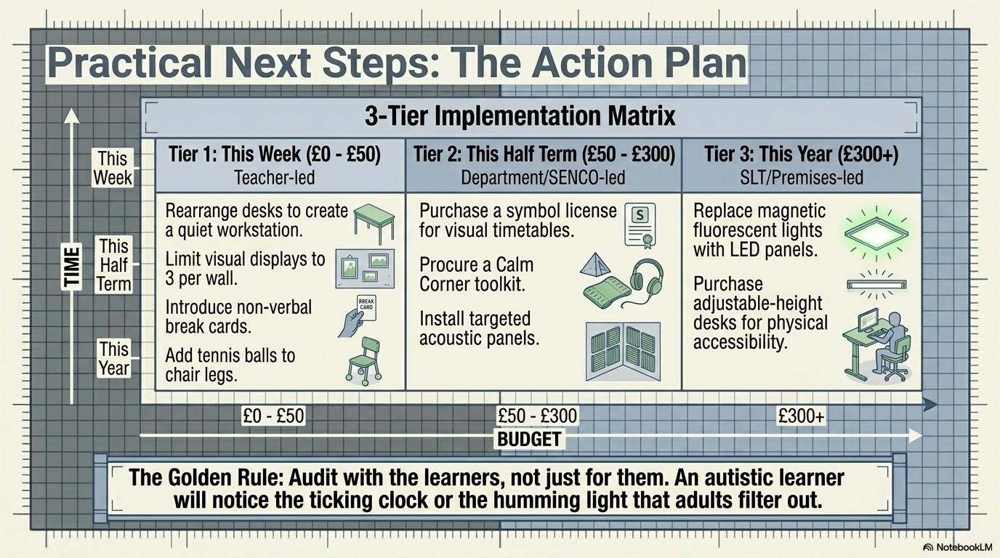 Practical Next Steps: The Action Plan
3-Tier Implementation Matrix
Tier 1: This Week (£0 - £50)
Teacher-led
Rearrange desks to create
a quiet workstation.
Limit visual displays to
3 per wall.
Introduce non-verbal
break cards.
BREAK
CARD
Add tennis balls to
chair legs.
Tier 2: This Half Term (£50 - £300)
Department/SENCO-led
Purchase a symbol license
for visual timetables.
S
Procure a Calm
Corner toolkit.
Install targeted
acoustic panels.
Tier 3: This Year (£300+)
SLT/Premises-led
Replace magnetic
fluorescent lights
with LED panels.
Purchase
adjustable-height
desks for physical
accessibility.
TIME
This
Week
This
Half
Term
This
Year
£0 - £50
£50 - £300
£300+
BUDGET
The Golden Rule: Audit with the learners, not just for them. An autistic learner
will notice the ticking clock or the humming light that adults filter out.
NotebookLM